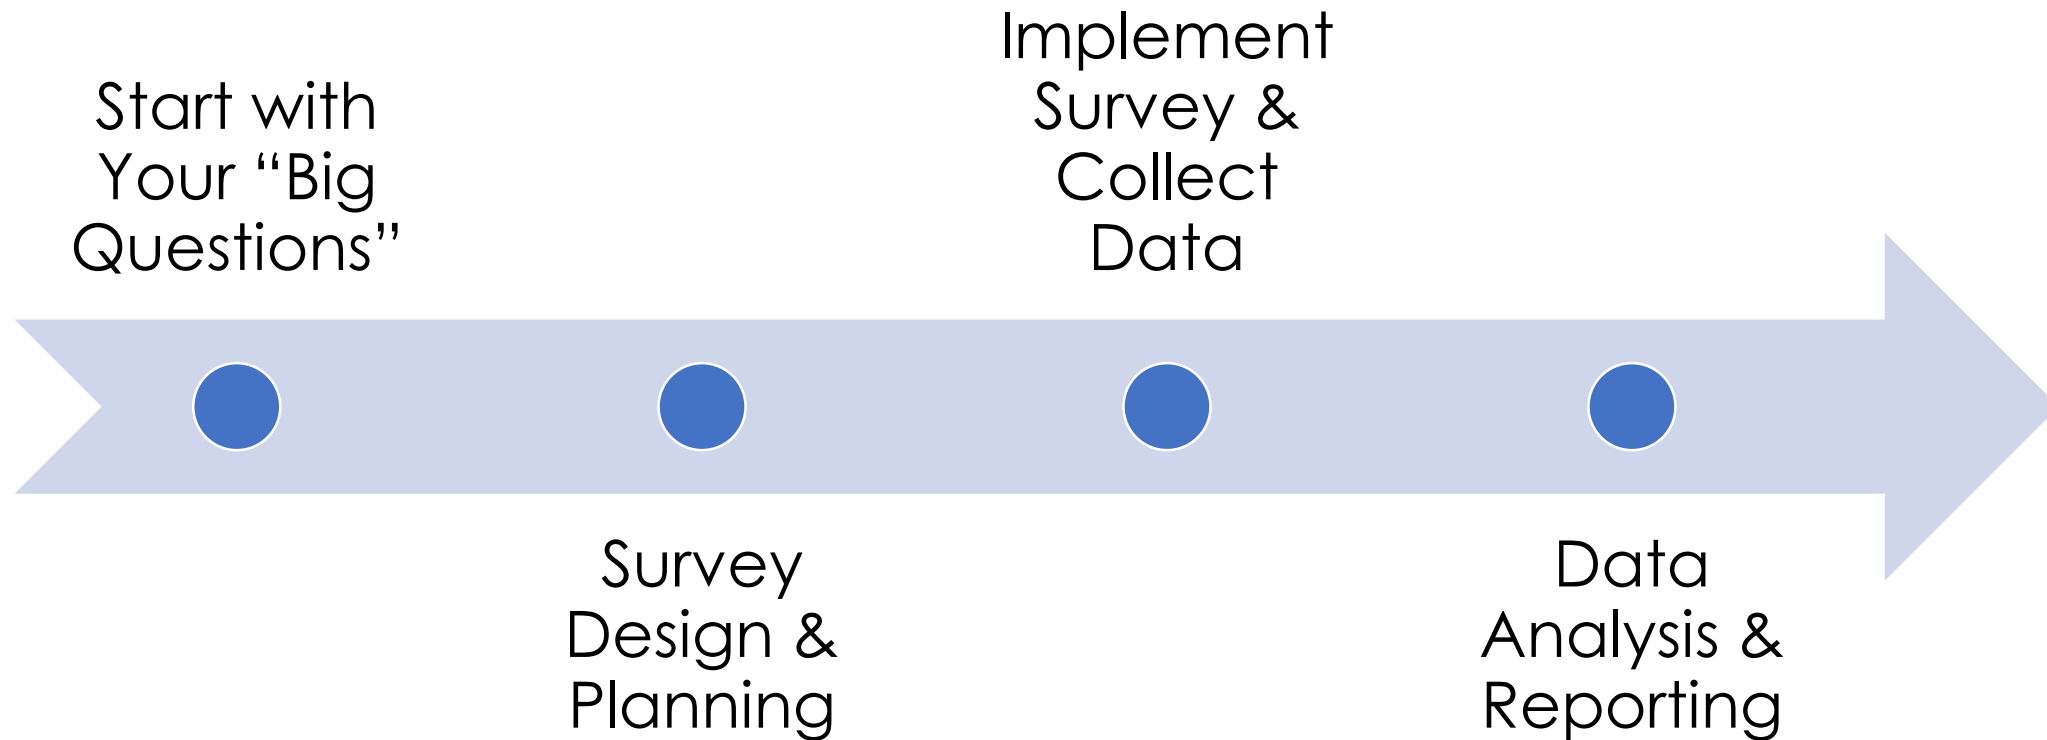 Start with
Your “Big
Questions”
Survey
Design &
Planning
Implement
Survey &
Collect
Data
Data
Analysis &
Reporting